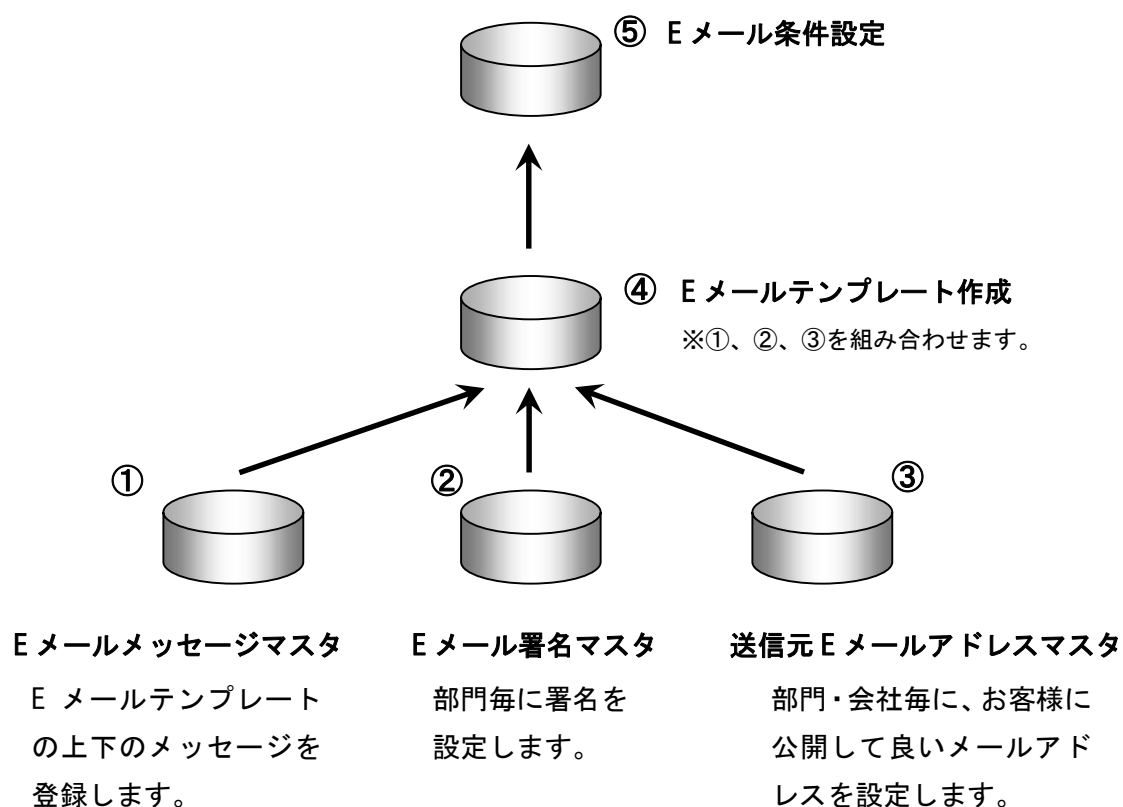 ⑤ Eメール条件設定
④ Eメールテンプレート作成
※①、②、③を組み合わせます。
①
②
③
Eメールメッセージマスタ
E メールテンプレート
の上下のメッセージを
登録します。
Eメール署名マスタ
部門毎に署名を
設定します。
送信元Eメールアドレスマスタ
部門・会社毎に、お客様に
公開して良いメールアド
レスを設定します。